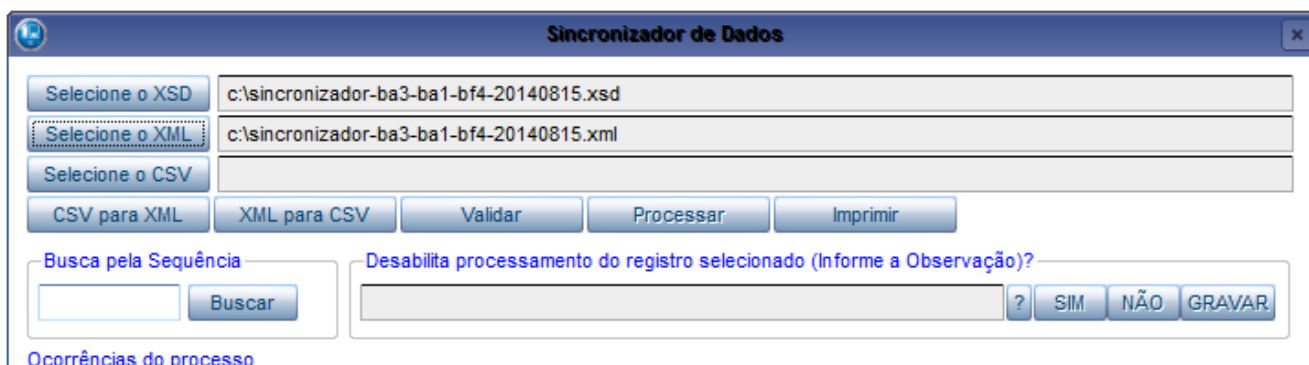 Sincronizador de Dados
Selecione o XSD c:\sincronizador-ba3-ba1-bf4-20140815.xsd
Selecione o XML c:\sincronizador-ba3-ba1-bf4-20140815.xml
Selecione o CSV
CSV para XML XML para CSV Validar Processar Imprimir
Busca pela Sequência Desabilita processamento do registro selecionado (Informe a Observação)?
Buscar ? SIM NÃO GRAVAR
Ocorrências do processo